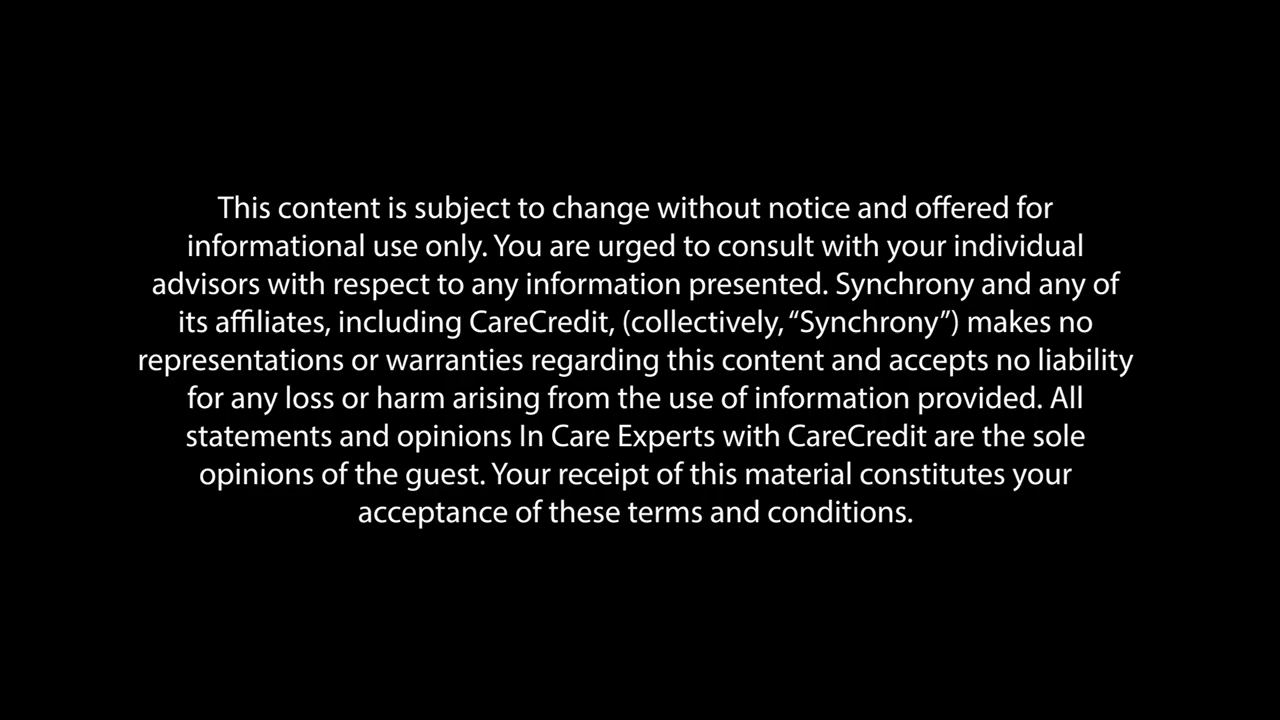 This content is subject to change without notice and offered for
informational use only. You are urged to consult with your individual
advisors with respect to any information presented. Synchrony and any of
its affiliates, including CareCredit, (collectively, “Synchrony”) makes no
representations or warranties regarding this content and accepts no liability
for any loss or harm arising from the use of information provided. All
statements and opinions In Care Experts with CareCredit are the sole
opinions of the guest. Your receipt of this material constitutes your
acceptance of these terms and conditions.